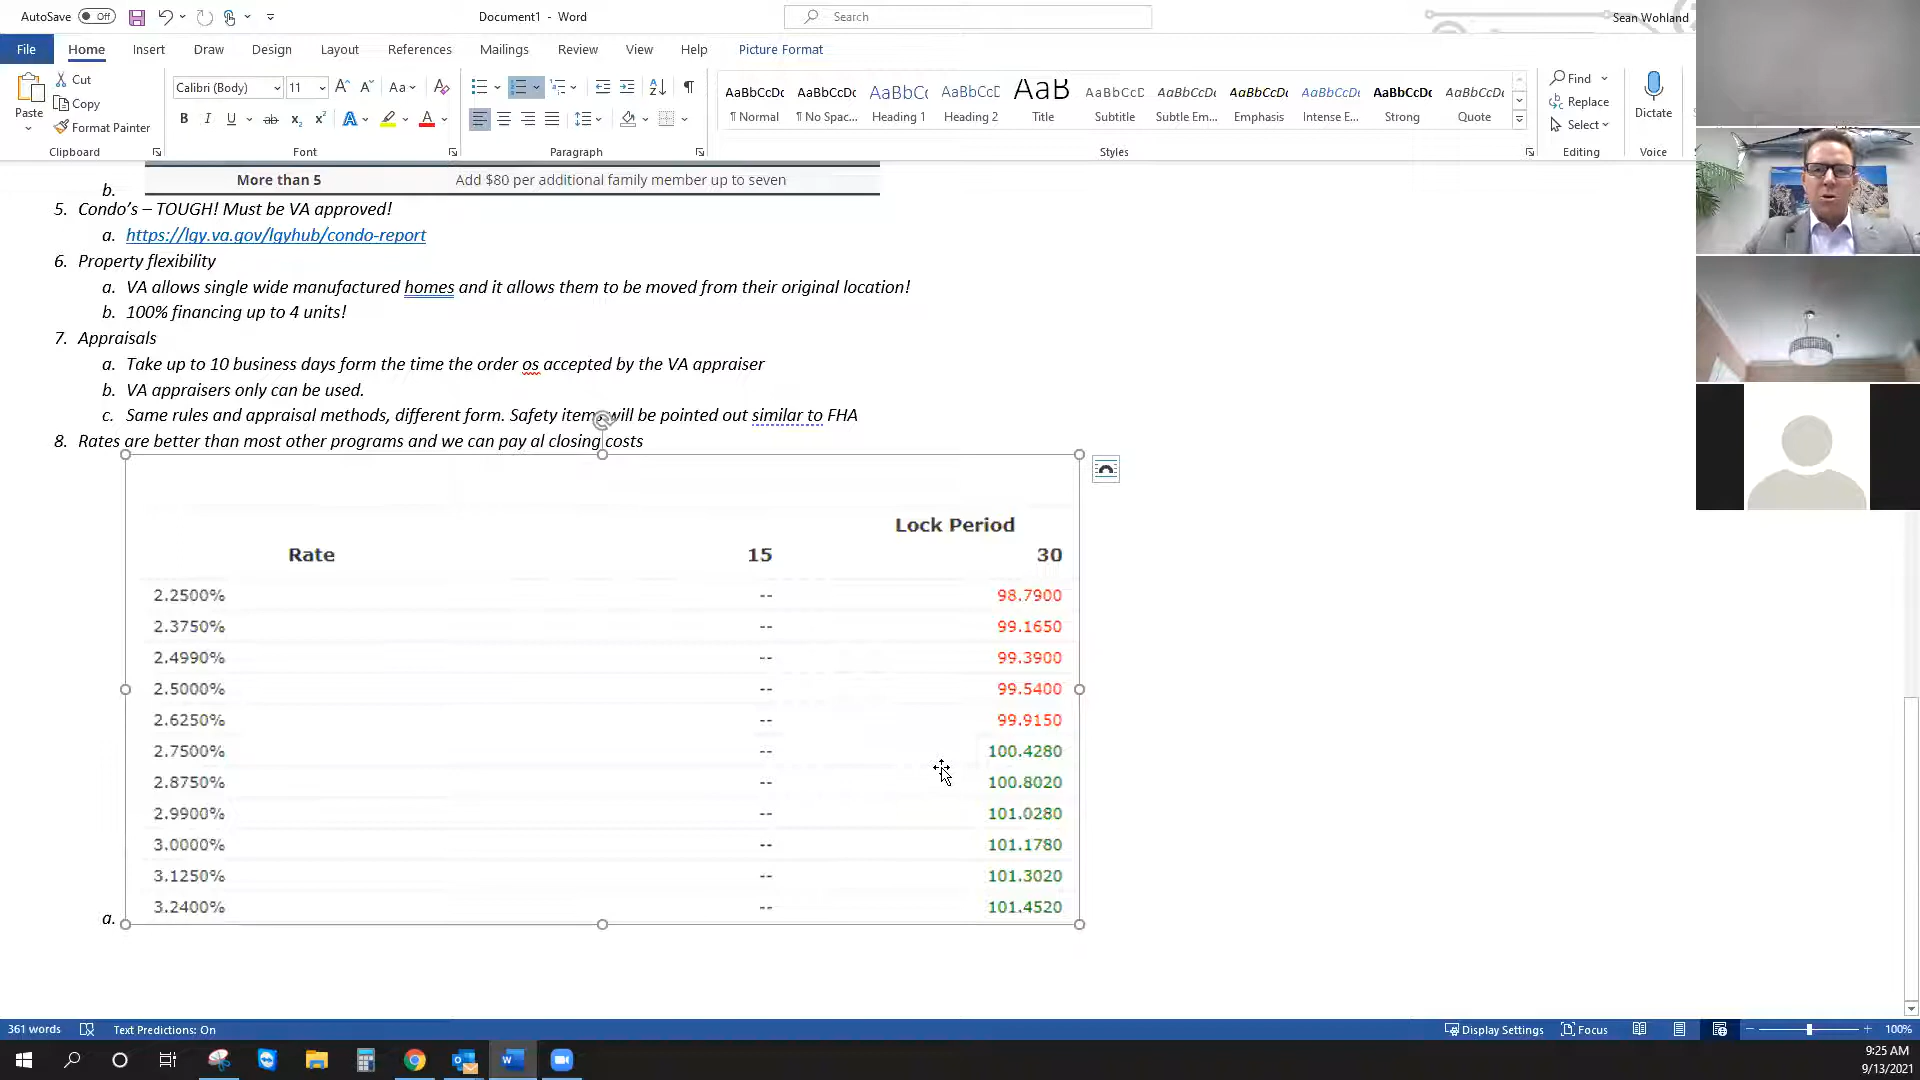 AutoSave Off Document1 - Word Search Sean Wohland
File Home Insert Draw Design Layout References Mailings Review View Help Picture Format
Paste Cut Copy Format Painter Clipboard
Calibri (Body) 11 Font
Paragraph
AaBbCcDc AaBbCcDc AaBbCc AaBbCcD AaB AaBbCcD AaBbCcDc AaBbCcDc AaBbCcDc AaBbCcDc AaBbCcDc
¶ Normal ¶ No Spac... Heading 1 Heading 2 Title Subtitle Subtle Em... Emphasis Intense E... Strong Quote
Styles
Find Replace Select Editing
Dictate Voice
b. More than 5 Add $80 per additional family member up to seven
5. Condo's – TOUGH! Must be VA approved!
a. https://lgy.va.gov/lgyhub/condo-report
6. Property flexibility
a. VA allows single wide manufactured homes and it allows them to be moved from their original location!
b. 100% financing up to 4 units!
7. Appraisals
a. Take up to 10 business days form the time the order os accepted by the VA appraiser
b. VA appraisers only can be used.
c. Same rules and appraisal methods, different form. Safety items will be pointed out similar to FHA
8. Rates are better than most other programs and we can pay al closing costs
Lock Period
Rate 15 30
2.2500% -- 98.7900
2.3750% -- 99.1650
2.4990% -- 99.3900
2.5000% -- 99.5400
2.6250% -- 99.9150
2.7500% -- 100.4280
2.8750% -- 100.8020
2.9900% -- 101.0280
3.0000% -- 101.1780
3.1250% -- 101.3020
3.2400% -- 101.4520
a.
361 words Text Predictions: On Display Settings Focus 100%
9:25 AM
9/13/2021